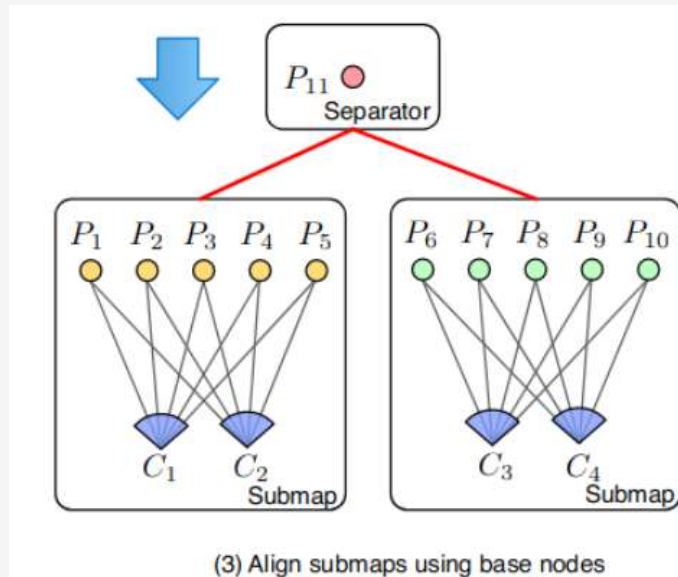 P₁₁
Separator
P₁ P₂ P₃ P₄ P₅
P₆ P₇ P₈ P₉ P₁₀
C₁ C₂
Submap
C₃ C₄
Submap
(3) Align submaps using base nodes